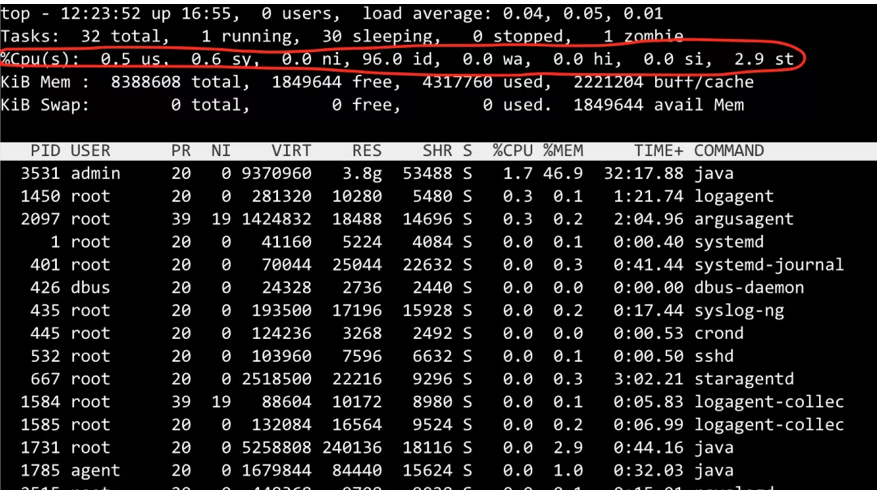 top - 12:23:52 up 16:55,  0 users,  load average: 0.04, 0.05, 0.01
Tasks:  32 total,   1 running,  30 sleeping,   0 stopped,   1 zombie
%Cpu(s):  0.5 us,  0.6 sy,  0.0 ni, 96.0 id,  0.0 wa,  0.0 hi,  0.0 si,  2.9 st
KiB Mem :  8388608 total,  1849644 free,  4317760 used,  2221204 buff/cache
KiB Swap:        0 total,        0 free,        0 used.  1849644 avail Mem
PID USER      PR  NI    VIRT    RES    SHR S  %CPU %MEM     TIME+ COMMAND
3531 admin     20   0 9370960   3.8g  53488 S   1.7 46.9  32:17.88 java
1450 root      20   0  281320  10280   5480 S   0.3  0.1   1:21.74 logagent
2097 root      39  19 1424832  18488  14696 S   0.3  0.2   2:04.96 argusagent
1 root      20   0   41160   5224   4084 S   0.0  0.1   0:00.40 systemd
401 root      20   0   70044  25044  22632 S   0.0  0.3   0:41.44 systemd-journal
426 dbus      20   0   24328   2736   2440 S   0.0  0.0   0:00.00 dbus-daemon
435 root      20   0  193500  17196  15928 S   0.0  0.2   0:17.44 syslog-ng
445 root      20   0  124236   3268   2492 S   0.0  0.0   0:00.53 crond
532 root      20   0  103960   7596   6632 S   0.0  0.1   0:00.50 sshd
667 root      20   0 2518500  22216   9296 S   0.0  0.3   3:02.21 staragentd
1584 root      39  19   88604  10172   8980 S   0.0  0.1   0:05.83 logagent-collec
1585 root      20   0  132084  16564   9524 S   0.0  0.2   0:06.99 logagent-collec
1731 root      20   0 5258808 240136  18116 S   0.0  2.9   0:44.16 java
1785 agent     20   0 1679844  84440  15624 S   0.0  1.0   0:32.03 java